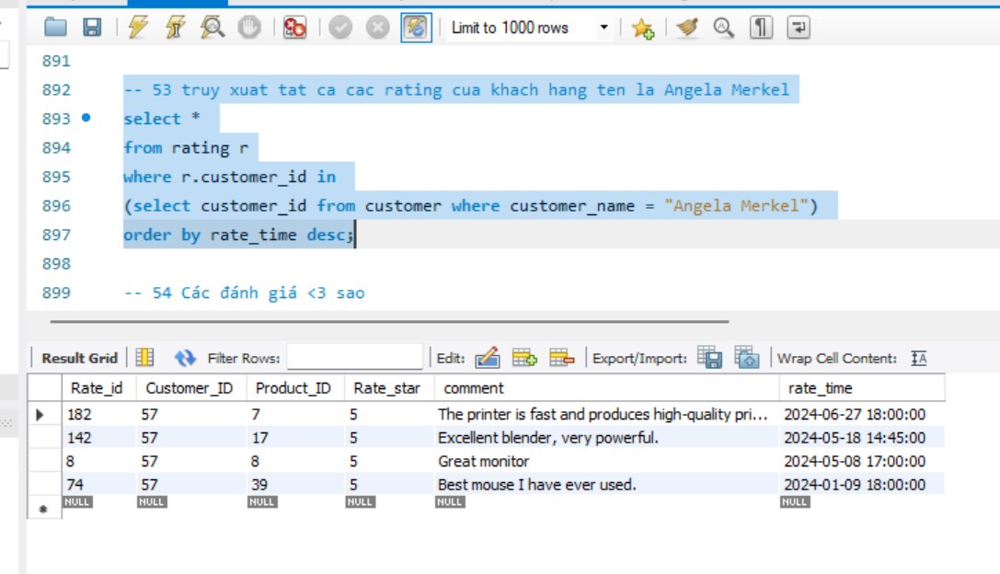 Limit to 1000 rows
891
892 -- 53 truy xuat tat ca cac rating cua khach hang ten la Angela Merkel
893 select *
894 from rating r
895 where r.customer_id in
896 (select customer_id from customer where customer_name = "Angela Merkel")
897 order by rate_time desc;
898
899 -- 54 Các đánh giá <3 sao
Result Grid Filter Rows: Edit: Export/Import: Wrap Cell Content:
Rate_id Customer_ID Product_ID Rate_star comment rate_time
182 57 7 5 The printer is fast and produces high-quality pri... 2024-06-27 18:00:00
142 57 17 5 Excellent blender, very powerful. 2024-05-18 14:45:00
8 57 8 5 Great monitor 2024-05-08 17:00:00
74 57 39 5 Best mouse I have ever used. 2024-01-09 18:00:00
NULL NULL NULL NULL NULL NULL